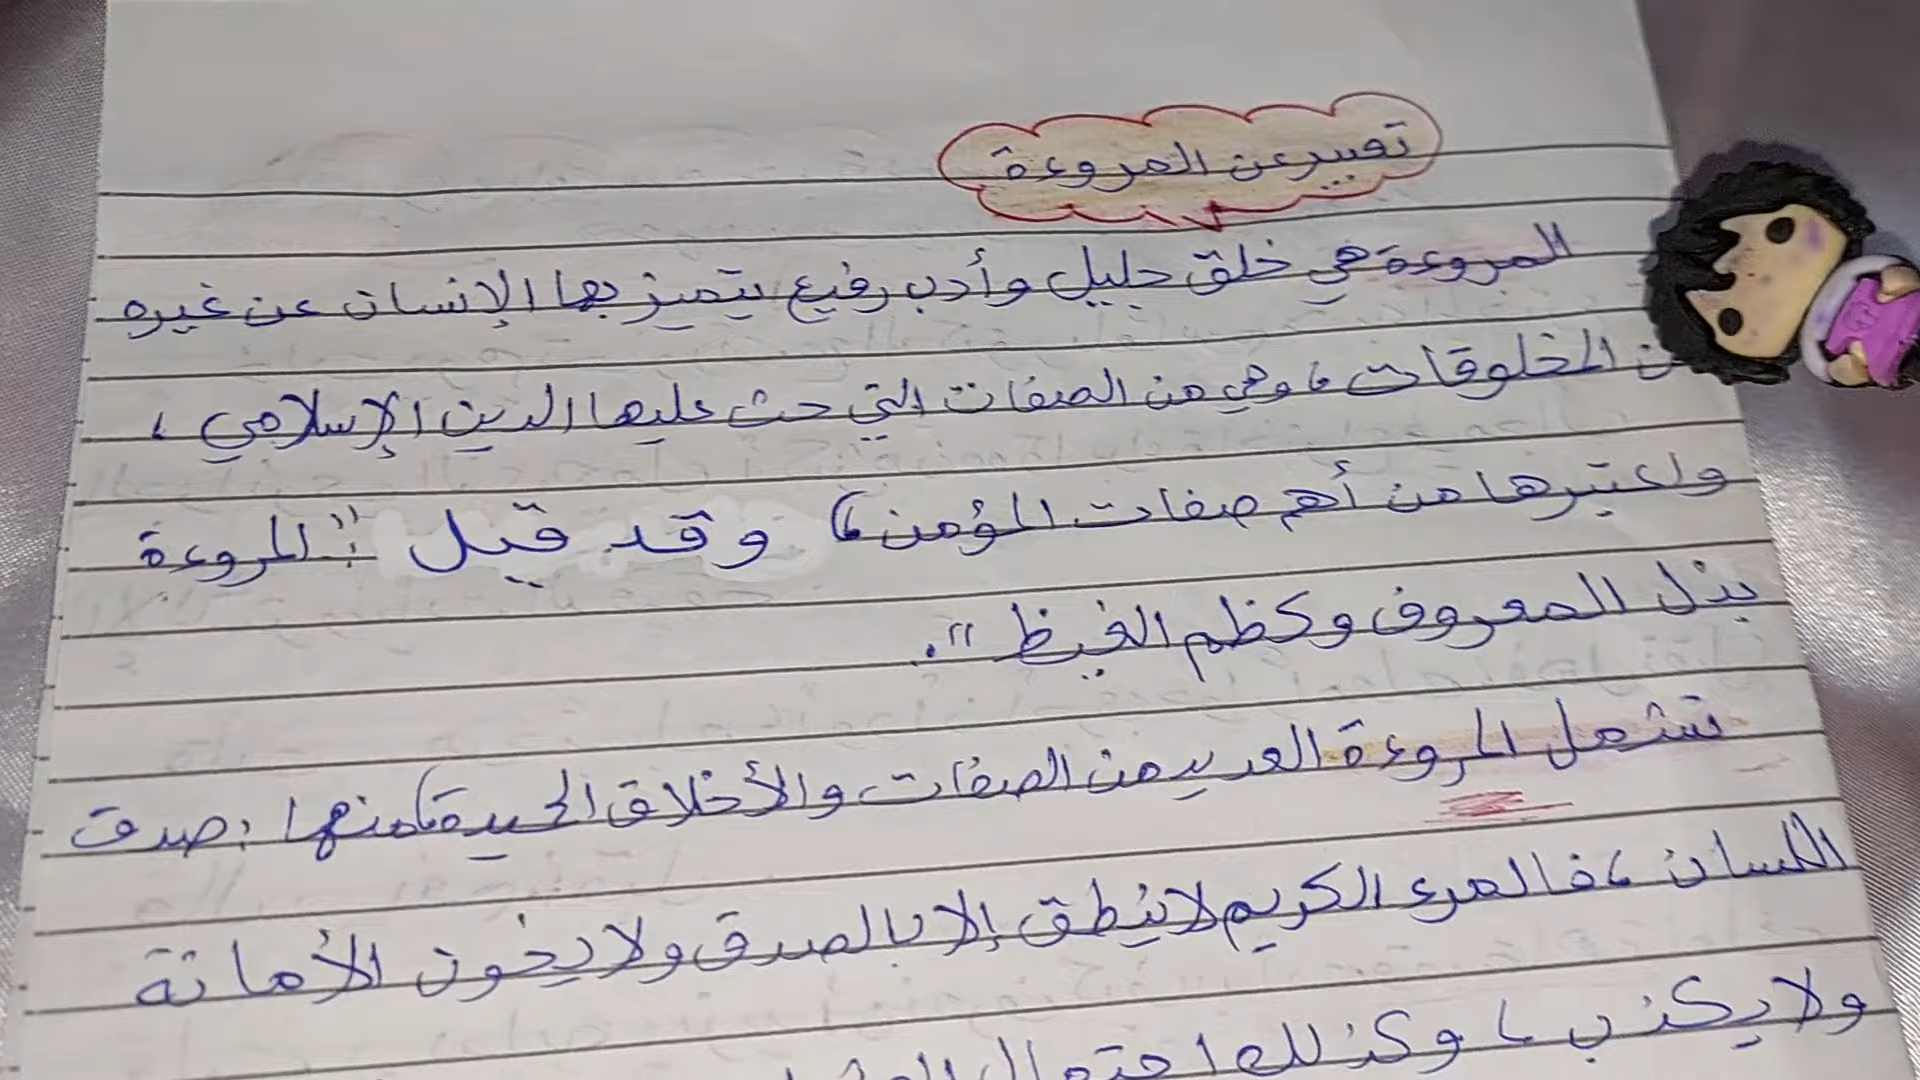 تعبير عن المروءة
المروءة هي خلق جليل وأدب رفيع يتميز بها الإنسان عن غيره
المخلوقات، وهي من الصفات التي حث عليها الدين الإسلامي،
واعتبرها من أهم صفات المؤمن، وقد قيل: "المروءة
بذل المعروف وكظم الغيظ".
تشمل المروءة العديد من الصفات والأخلاق الحميدة، منها: صدق
اللسان، فالمرء الكريم لا ينطق إلا بالصدق ولا يخون الأمانة
ولا يكذب، وكذلك احتمال